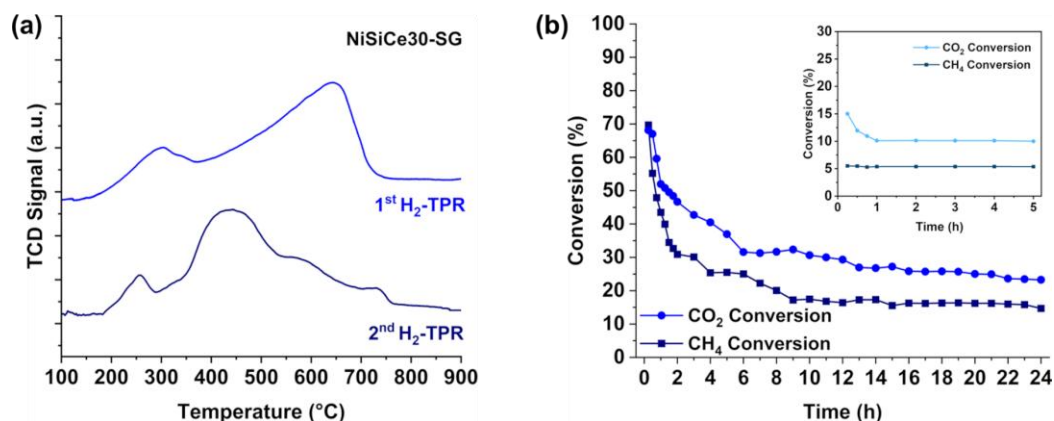 (a)
NiSiCe30-SG
1st H2-TPR
2nd H2-TPR
TCD Signal (a.u.)
100 200 300 400 500 600 700 800 900
Temperature (°C)
(b)
100
90
80
70
60
50
40
30
20
10
0
Conversion (%)
CO2 Conversion
CH4 Conversion
0 2 4 6 8 10 12 14 16 18 20 22 24
Time (h)
30
25
20
15
10
5
0
Conversion (%)
CO2 Conversion
CH4 Conversion
0 1 2 3 4 5
Time (h)